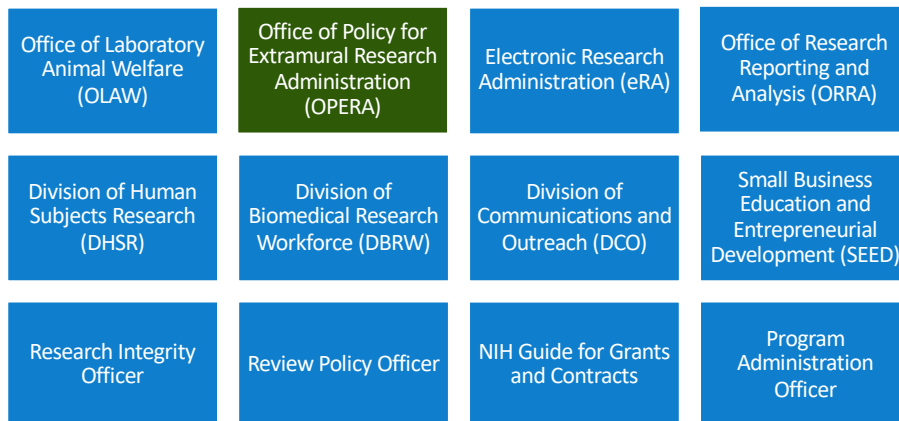 Office of Laboratory
Animal Welfare
(OLAW)
Office of Policy for
Extramural Research
Administration
(OPERA)
Electronic Research
Administration (eRA)
Office of Research
Reporting and
Analysis (ORRA)
Division of Human
Subjects Research
(DHSR)
Division of
Biomedical Research
Workforce (DBRW)
Division of
Communications and
Outreach (DCO)
Small Business
Education and
Entrepreneurial
Development (SEED)
Research Integrity
Officer
Review Policy Officer
NIH Guide for Grants
and Contracts
Program
Administration
Officer